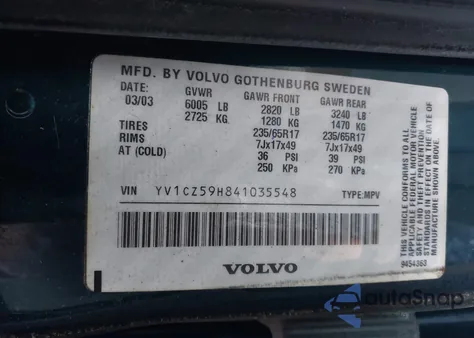 MFD. BY VOLVO GOTHENBURG SWEDEN
DATE GVWR GAWR FRONT GAWR REAR
03/03 6005 LB 2820 LB 3240 LB
2725 KG 1280 KG 1470 KG
TIRES 235/65R17 235/65R17
RIMS 7Jx17x49 7Jx17x49
AT (COLD) 36 PSI 39 PSI
250 KPa 270 KPa
VIN YV1CZ59H841035548 TYPE:MPV
VOLVO
THIS VEHICLE CONFORMS TO ALL
APPLICABLE FEDERAL MOTOR VEHICLE
SAFETY AND THEFT PREVENTION
STANDARDS IN EFFECT ON THE DATE OF
MANUFACTURE SHOWN ABOVE
9454363
autoSnap